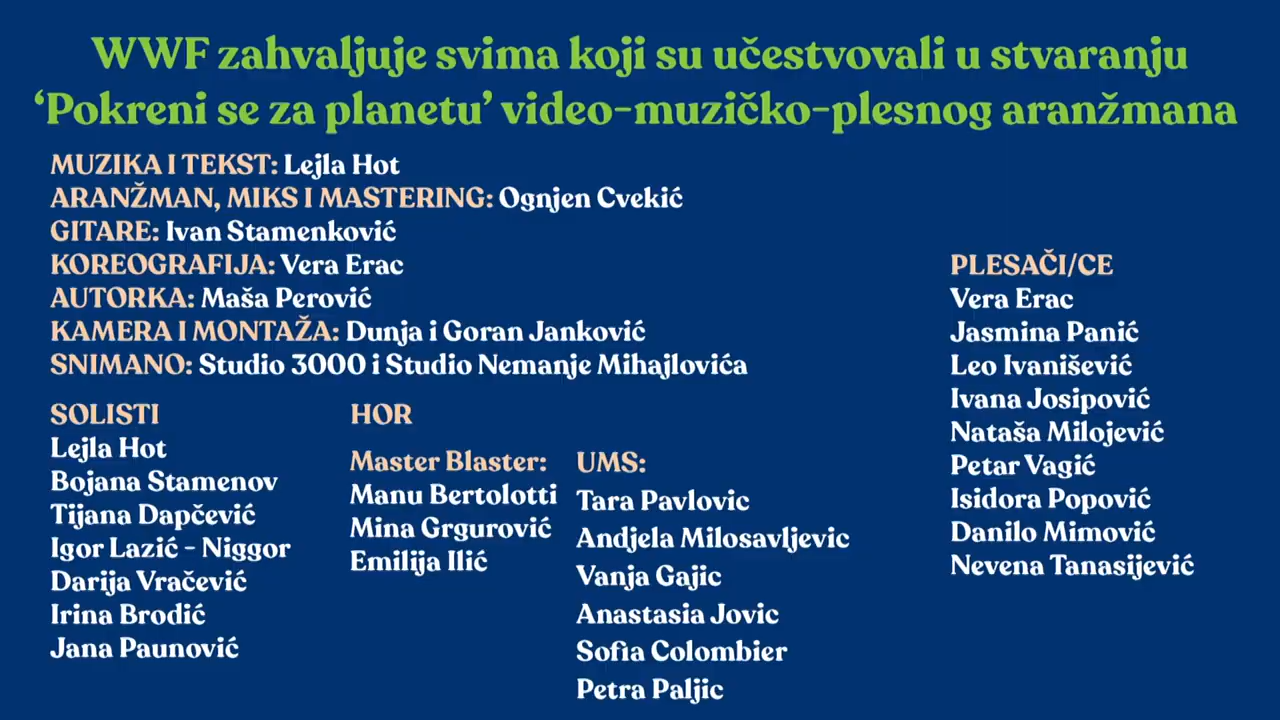 WWF zahvaljuje svima koji su učestvovali u stvaranju
‘Pokreni se za planetu’ video-muzičko-plesnog aranžmana
MUZIKA I TEKST: Lejla Hot
ARANŽMAN, MIKS I MASTERING: Ognjen Cvekić
GITARE: Ivan Stamenković
KOREOGRAFIJA: Vera Erac
AUTORKA: Maša Perović
KAMERA I MONTAŽA: Dunja i Goran Janković
SNIMANO: Studio 3000 i Studio Nemanje Mihajlovića
SOLISTI
Lejla Hot
Bojana Stamenov
Tijana Dapčević
Igor Lazić - Niggor
Darija Vračević
Irina Brodić
Jana Paunović
HOR
Master Blaster:
Manu Bertolotti
Mina Grgurović
Emilija Ilić
UMS:
Tara Pavlovic
Andjela Milosavljevic
Vanja Gajic
Anastasia Jovic
Sofia Colombier
Petra Paljic
PLESAČI/CE
Vera Erac
Jasmina Panić
Leo Ivanišević
Ivana Josipović
Nataša Milojević
Petar Vagić
Isidora Popović
Danilo Mimović
Nevena Tanasijević